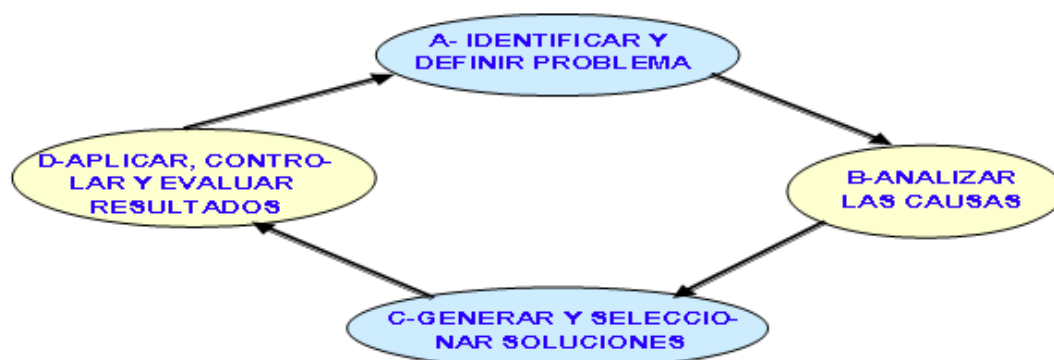 A- IDENTIFICAR Y
DEFINIR PROBLEMA
D-APLICAR, CONTRO-
LAR Y EVALUAR
RESULTADOS
B-ANALIZAR
LAS CAUSAS
C-GENERAR Y SELECCIO-
NAR SOLUCIONES